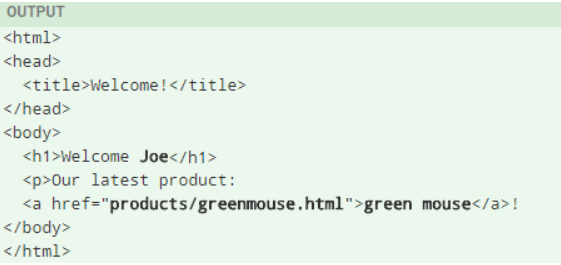 OUTPUT
<html>
<head>
  <title>Welcome!</title>
</head>
<body>
  <h1>Welcome Joe</h1>
  <p>Our latest product:
  <a href="products/greenmouse.html">green mouse</a>!
</body>
</html>